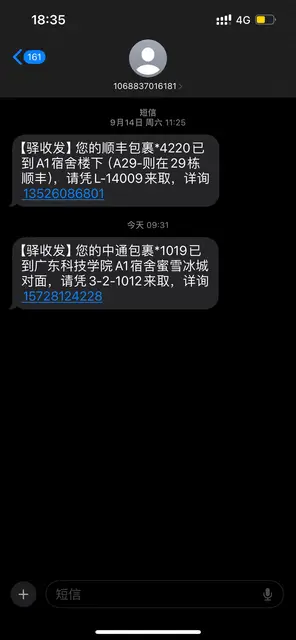 18:35
4G
161
1068837016181
短信
9月14日 周六 11:25
【驿收发】您的顺丰包裹*4220已
到A1宿舍楼下（A29-则在29栋
顺丰），请凭L-14009来取，详询
13526086801
今天 09:31
【驿收发】您的中通包裹*1019已
到广东科技学院A1宿舍蜜雪冰城
对面，请凭3-2-1012来取，详询
15728124228
短信